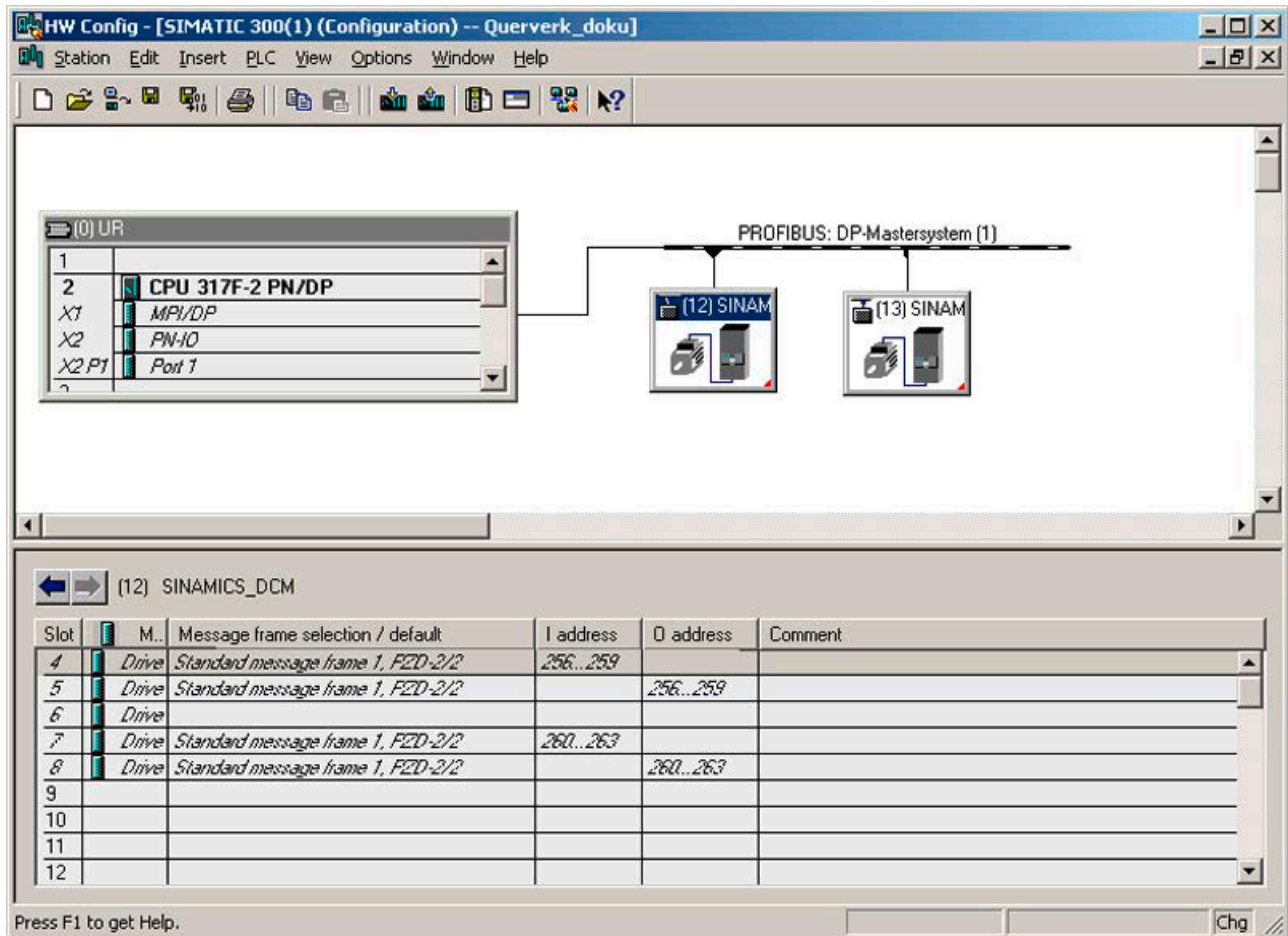 HW Config - [SIMATIC 300(1) (Configuration) -- Querverk_doku]
Station Edit Insert PLC View Options Window Help
(0) UR
1
2 CPU 317F-2 PN/DP
X1 MPI/DP
X2 PN-IO
X2 P1 Port 1
PROFIBUS: DP-Mastersystem (1)
(12) SINAM
(13) SINAM
(12) SINAMICS_DCM
Slot M.. Message frame selection / default I address O address Comment
4 Drive Standard message frame 1, PZD-2/2 256...259
5 Drive Standard message frame 1, PZD-2/2 256...259
6 Drive
7 Drive Standard message frame 1, PZD-2/2 260...263
8 Drive Standard message frame 1, PZD-2/2 260...263
9
10
11
12
Press F1 to get Help. Chg